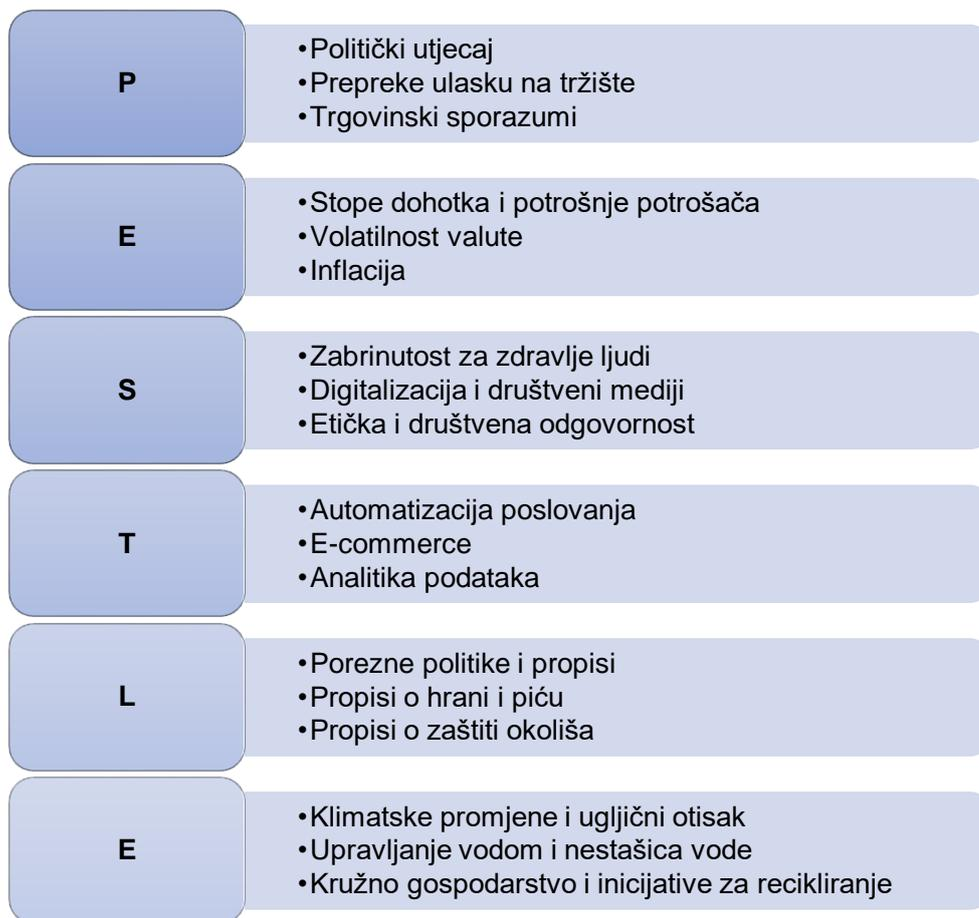 P
•Politički utjecaj
•Prepreke ulasku na tržište
•Trgovinski sporazumi
E
•Stope dohotka i potrošnje potrošača
•Volatilnost valute
•Inflacija
S
•Zabrinutost za zdravlje ljudi
•Digitalizacija i društveni mediji
•Etička i društvena odgovornost
T
•Automatizacija poslovanja
•E-commerce
•Analitika podataka
L
•Porezne politike i propisi
•Propisi o hrani i piću
•Propisi o zaštiti okoliša
E
•Klimatske promjene i ugljični otisak
•Upravljanje vodom i nestašica vode
•Kružno gospodarstvo i inicijative za recikliranje